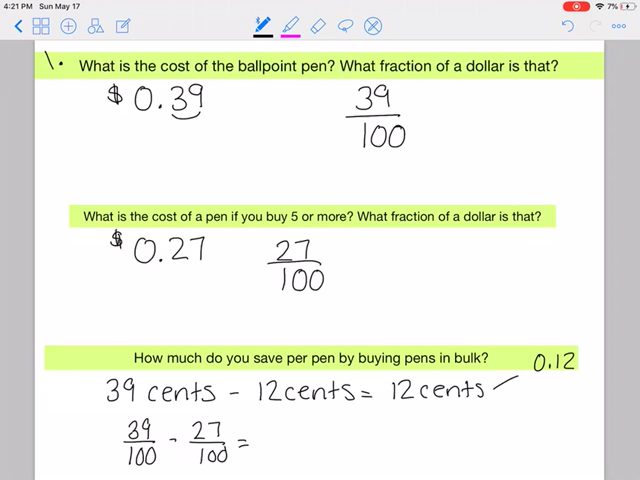 4:21 PM Sun May 17
7%
1. What is the cost of the ballpoint pen? What fraction of a dollar is that?
$ 0.39 39/100
What is the cost of a pen if you buy 5 or more? What fraction of a dollar is that?
$ 0.27 27/100
How much do you save per pen by buying pens in bulk? 0.12
39 cents - 12 cents = 12 cents
39/100 - 27/100 =